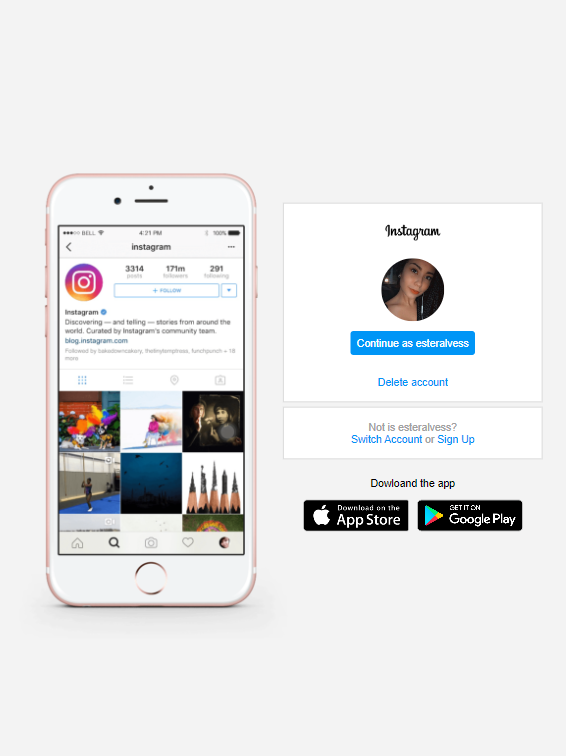 BELL 4:21 PM 100%
instagram
3314 171m 291
posts followers following
+ FOLLOW
Instagram
Discovering — and telling — stories from around the
world. Curated by Instagram's community team.
blog.instagram.com
Followed by bakedowncakery, thetinytongtness, lunchpunch + 18
more
Instagram
Continue as esteralvess
Delete account
Not is esteralvess?
Switch Account or Sign Up
Dowloand the app
Download on the
App Store
GET IT ON
Google Play